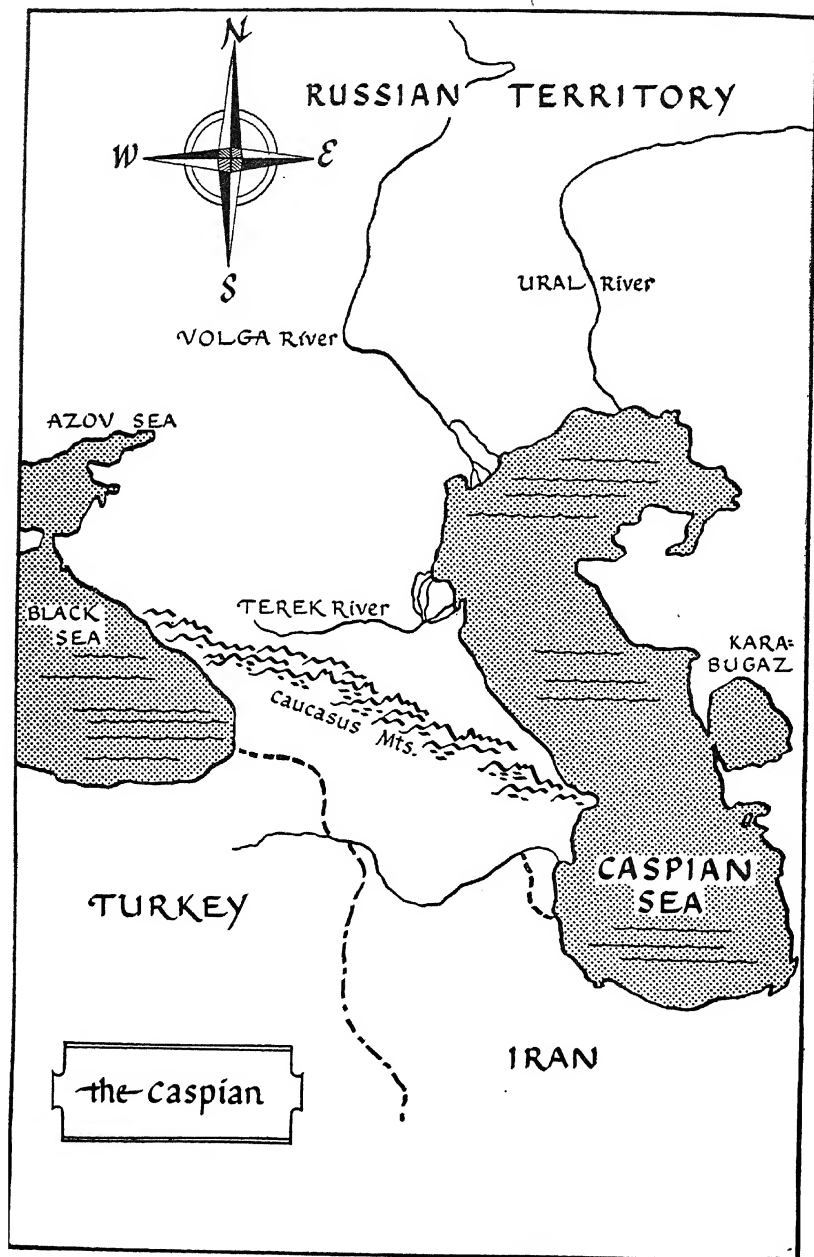 N
RUSSIAN TERRITORY
W E
S
URAL River
VOLGA River
AZOV SEA
BLACK
SEA
TEREK River
KARA-
BUGAZ
Caucasus Mts.
CASPIAN
SEA
TURKEY
IRAN
the Caspian